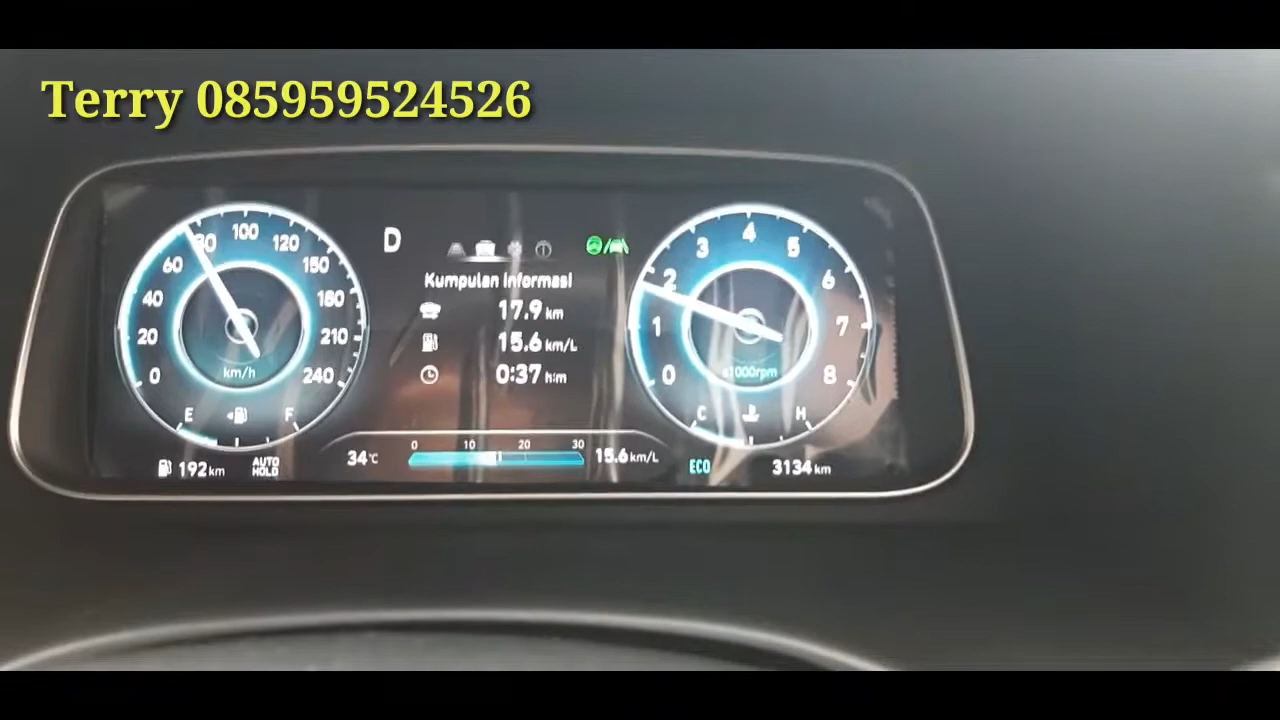 Terry 085959524526
0 20 40 60 80 100 120 150 180 210 240
km/h
E F
192 km
AUTO HOLD
D
Kumpulan Informasi
17.9 km
15.6 km/L
0:37 h:m
0 10 20 30
34°C
15.6 km/L
0 1 2 3 4 5 6 7 8
x1000rpm
C H
ECO
3134 km